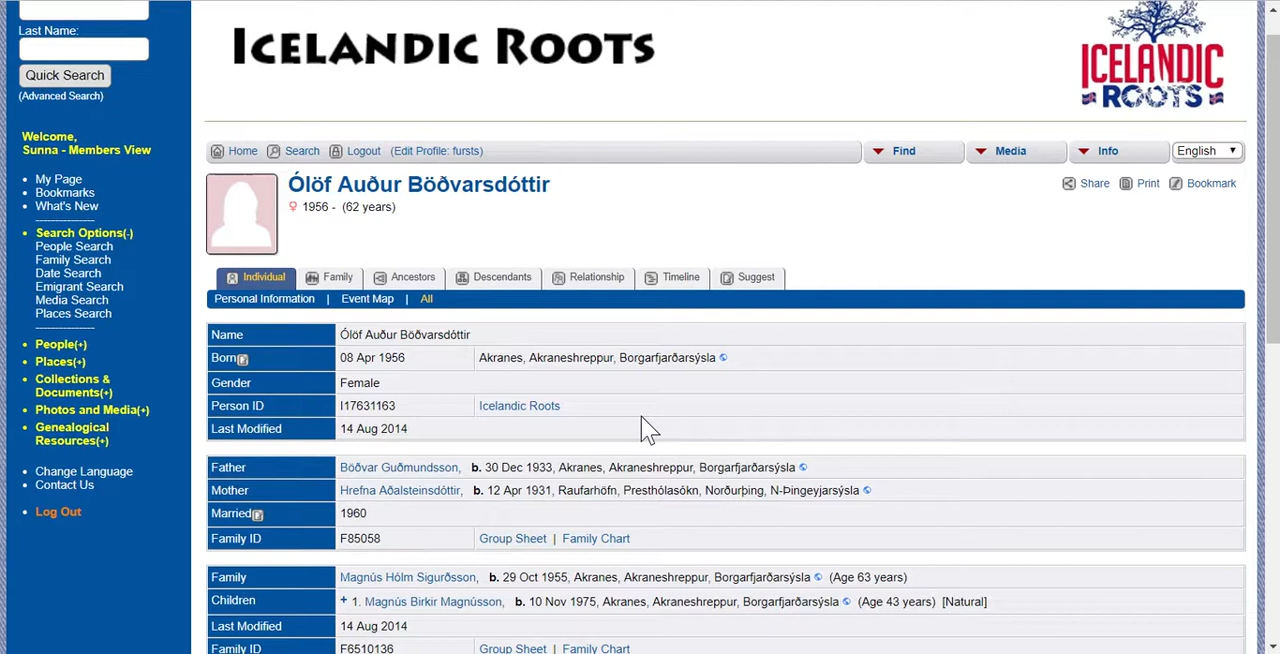 Last Name:
Quick Search
(Advanced Search)
Welcome,
Sunna - Members View
My Page
Bookmarks
What's New
--------------------
Search Options(-)
People Search
Family Search
Date Search
Emigrant Search
Media Search
Places Search
--------------------
People(+)
Places(+)
Collections &
Documents(+)
Photos and Media(+)
Genealogical
Resources(+)
Change Language
Contact Us
Log Out
ICELANDIC ROOTS
ICELANDIC
ROOTS
Home Search Logout (Edit Profile: fursts) Find Media Info English
Ólöf Auður Böðvarsdóttir
♀ 1956 - (62 years)
Share Print Bookmark
Individual Family Ancestors Descendants Relationship Timeline Suggest
Personal Information | Event Map | All
Name Ólöf Auður Böðvarsdóttir
Born 08 Apr 1956 Akranes, Akraneshreppur, Borgarfjarðarsýsla
Gender Female
Person ID I17631163 Icelandic Roots
Last Modified 14 Aug 2014
Father Böðvar Guðmundsson, b. 30 Dec 1933, Akranes, Akraneshreppur, Borgarfjarðarsýsla
Mother Hrefna Aðalsteinsdóttir, b. 12 Apr 1931, Raufarhöfn, Presthólasókn, Norðurþing, N-Þingeyjarsýsla
Married 1960
Family ID F85058 Group Sheet | Family Chart
Family Magnús Hólm Sigurðsson, b. 29 Oct 1955, Akranes, Akraneshreppur, Borgarfjarðarsýsla (Age 63 years)
Children + 1. Magnús Birkir Magnússon, b. 10 Nov 1975, Akranes, Akraneshreppur, Borgarfjarðarsýsla (Age 43 years) [Natural]
Last Modified 14 Aug 2014
Family ID F6510136 Group Sheet | Family Chart